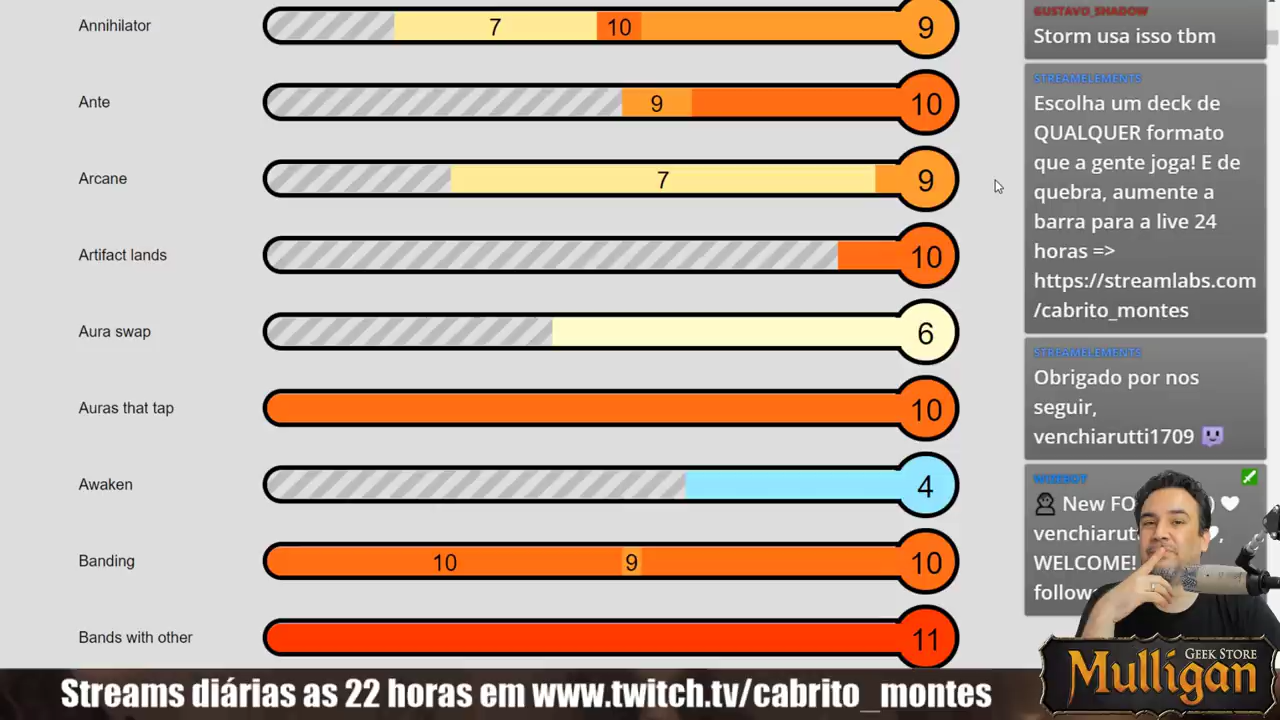 Annihilator 7 10 9
Ante 9 10
Arcane 7 9
Artifact lands 10
Aura swap 6
Auras that tap 10
Awaken 4
Banding 10 9 10
Bands with other 11
GUSTAVO_SHADOW
Storm usa isso tbm
STREAMELEMENTS
Escolha um deck de
QUALQUER formato
que a gente joga! E de
quebra, aumente a
barra para a live 24
horas =>
https://streamlabs.com
/cabrito_montes
STREAMELEMENTS
Obrigado por nos
seguir,
venchiarutti1709
New
WELCOME!
GEEK STORE
Mulligan
Streams diárias as 22 horas em www.twitch.tv/cabrito_montes